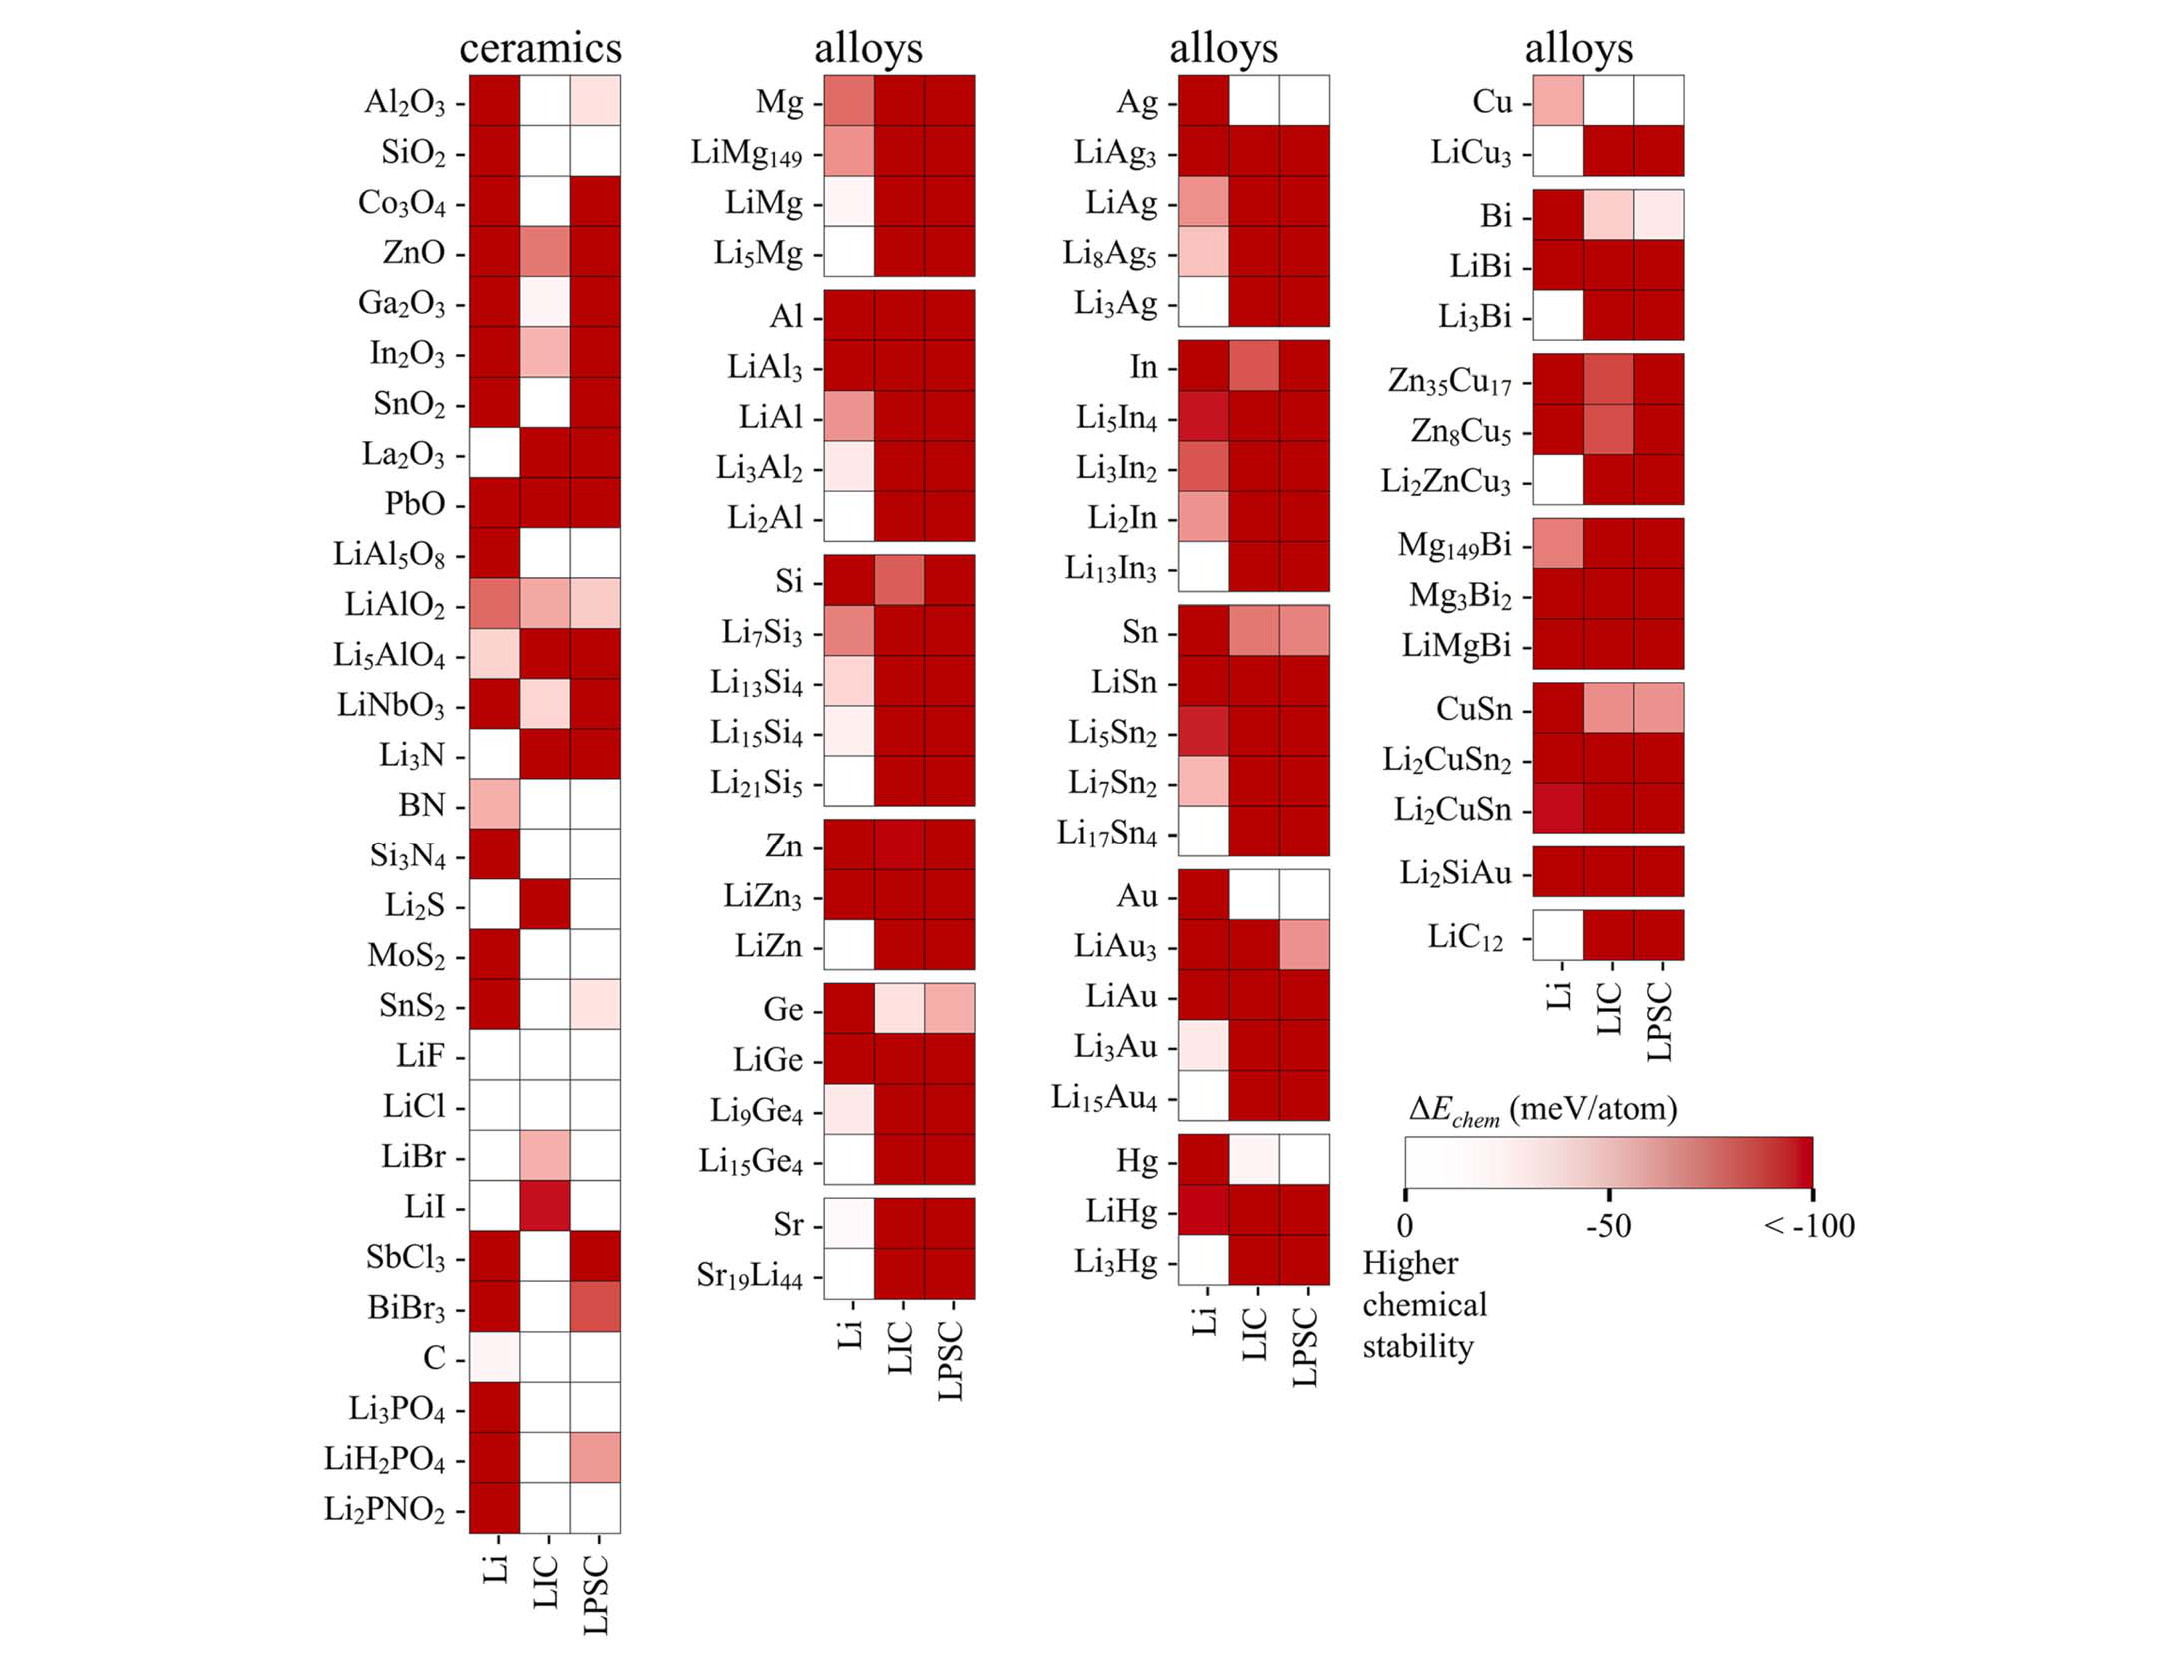 ceramics
Al₂O₃
SiO₂
Co₃O₄
ZnO
Ga₂O₃
In₂O₃
SnO₂
La₂O₃
PbO
LiAl₅O₈
LiAlO₂
Li₅AlO₄
LiNbO₃
Li₃N
BN
Si₃N₄
Li₂S
MoS₂
SnS₂
LiF
LiCl
LiBr
LiI
SbCl₃
BiBr₃
C
Li₃PO₄
LiH₂PO₄
Li₂PNO₂
Li
LIC
LPSC
alloys
Mg
LiMg₁₄₉
LiMg
Li₅Mg
Al
LiAl₃
LiAl
Li₃Al₂
Li₂Al
Si
Li₇Si₃
Li₁₃Si₄
Li₁₅Si₄
Li₂₁Si₅
Zn
LiZn₃
LiZn
Ge
LiGe
Li₉Ge₄
Li₁₅Ge₄
Sr
Sr₁₉Li₄₄
Li
LIC
LPSC
alloys
Ag
LiAg₃
LiAg
Li₈Ag₅
Li₃Ag
In
Li₅In₄
Li₃In₂
Li₂In
Li₁₃In₃
Sn
LiSn
Li₅Sn₂
Li₇Sn₂
Li₁₇Sn₄
Au
LiAu₃
LiAu
Li₃Au
Li₁₅Au₄
Hg
LiHg
Li₃Hg
Li
LIC
LPSC
alloys
Cu
LiCu₃
Bi
LiBi
Li₃Bi
Zn₃₅Cu₁₇
Zn₈Cu₅
Li₂ZnCu₃
Mg₁₄₉Bi
Mg₃Bi₂
LiMgBi
CuSn
Li₂CuSn₂
Li₂CuSn
Li₂SiAu
LiC₁₂
Li
LIC
LPSC
ΔE_chem (meV/atom)
0 -50 < -100
Higher
chemical
stability